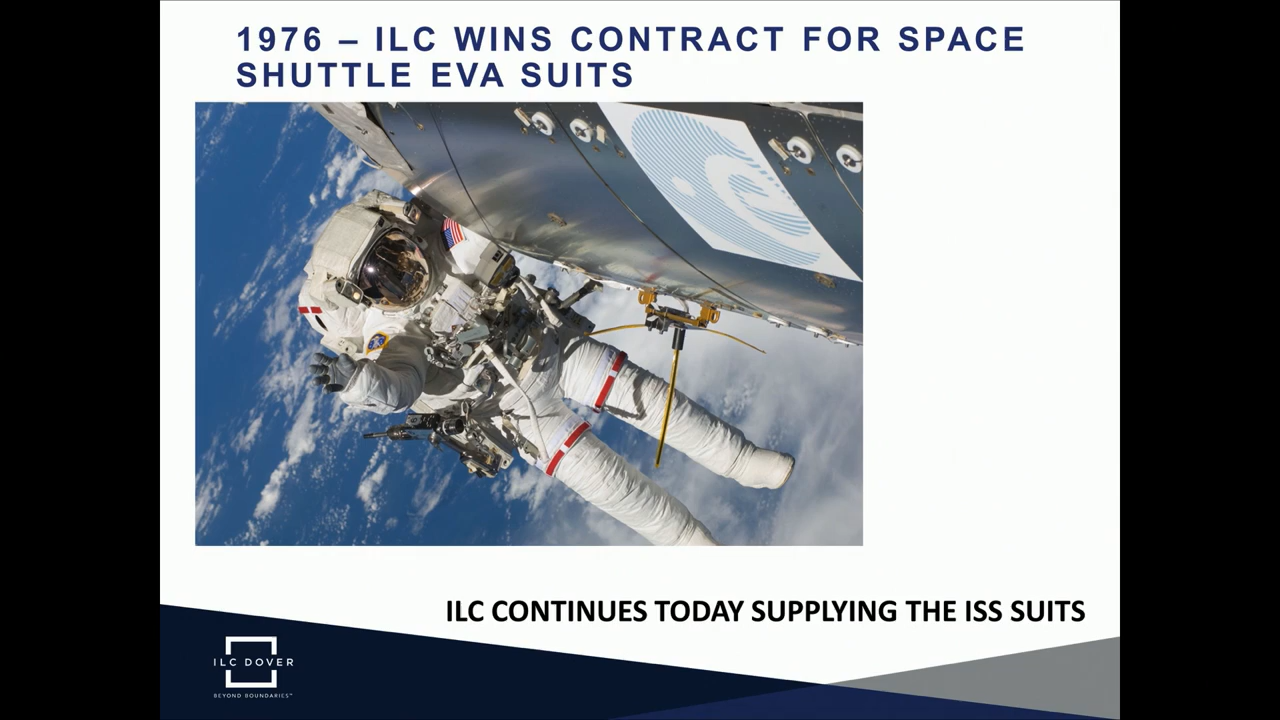 1976 – ILC WINS CONTRACT FOR SPACE
SHUTTLE EVA SUITS
ILC CONTINUES TODAY SUPPLYING THE ISS SUITS
ILC DOVER
BEYOND BOUNDARIES™